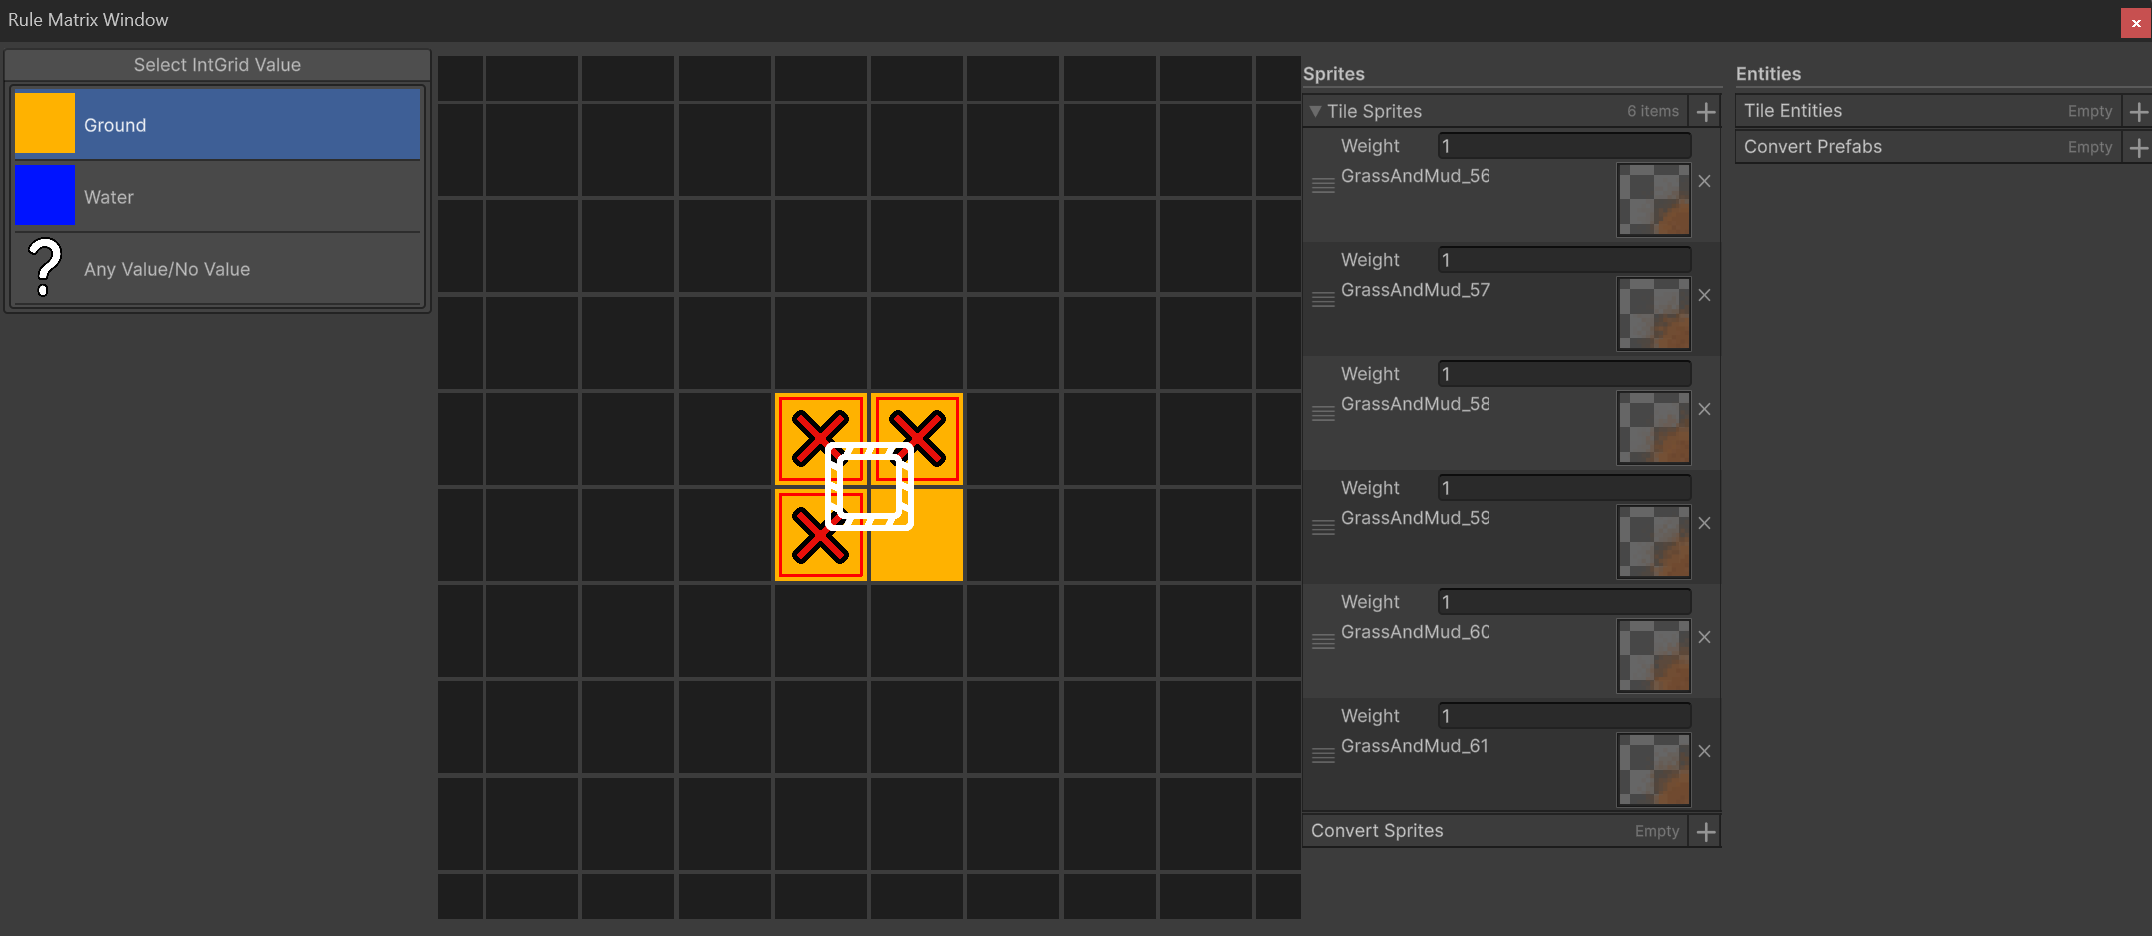 Rule Matrix Window
Select IntGrid Value
Ground
Water
Any Value/No Value
Sprites
Tile Sprites 6 items
Weight 1
GrassAndMud_56
Weight 1
GrassAndMud_57
Weight 1
GrassAndMud_58
Weight 1
GrassAndMud_59
Weight 1
GrassAndMud_60
Weight 1
GrassAndMud_61
Convert Sprites Empty
Entities
Tile Entities Empty
Convert Prefabs Empty